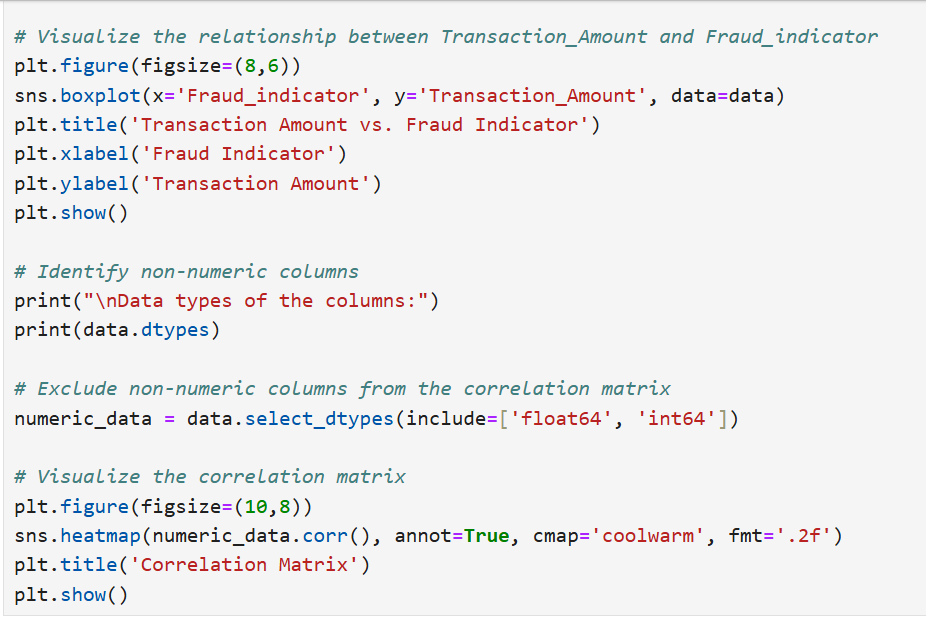 # Visualize the relationship between Transaction_Amount and Fraud_indicator
plt.figure(figsize=(8,6))
sns.boxplot(x='Fraud_indicator', y='Transaction_Amount', data=data)
plt.title('Transaction Amount vs. Fraud Indicator')
plt.xlabel('Fraud Indicator')
plt.ylabel('Transaction Amount')
plt.show()
# Identify non-numeric columns
print("\nData types of the columns:")
print(data.dtypes)
# Exclude non-numeric columns from the correlation matrix
numeric_data = data.select_dtypes(include=['float64', 'int64'])
# Visualize the correlation matrix
plt.figure(figsize=(10,8))
sns.heatmap(numeric_data.corr(), annot=True, cmap='coolwarm', fmt='.2f')
plt.title('Correlation Matrix')
plt.show()